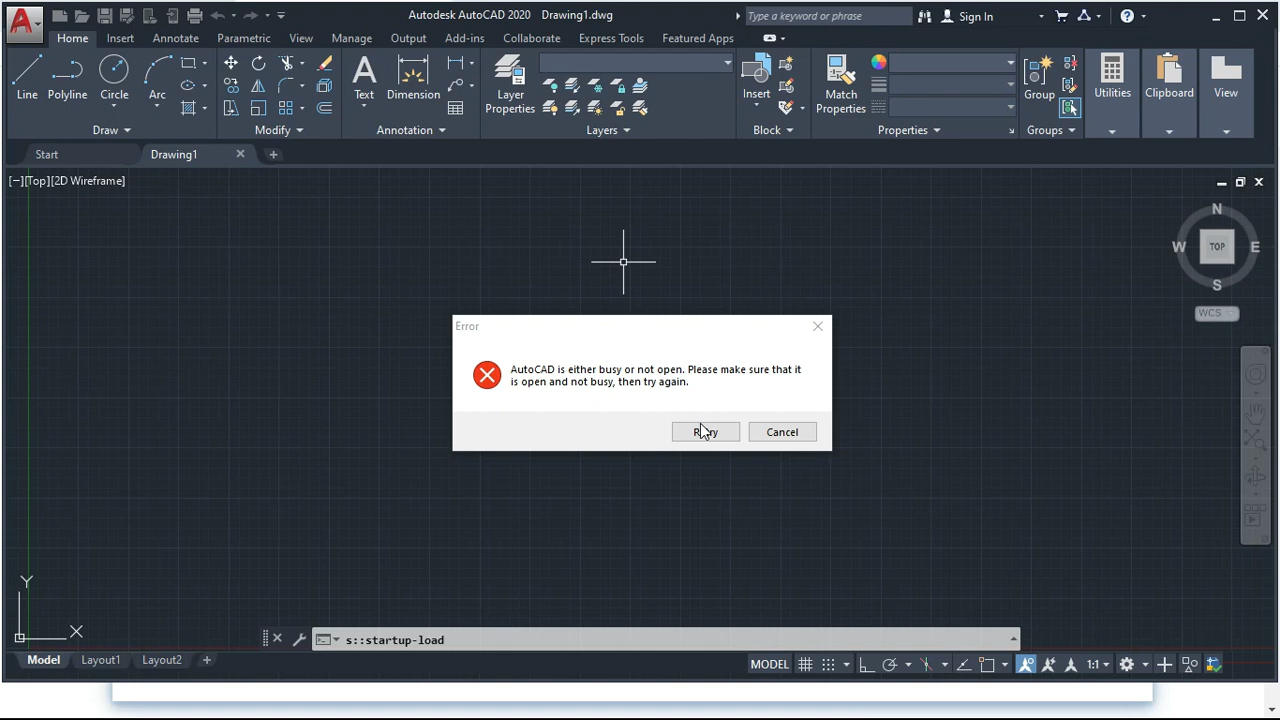 Autodesk AutoCAD 2020 Drawing1.dwg
Type a keyword or phrase
Sign In
Home Insert Annotate Parametric View Manage Output Add-ins Collaborate Express Tools Featured Apps
Line Polyline Circle Arc
Text Dimension
Layer Properties
Insert
Match Properties
Group
Utilities
Clipboard
View
Draw Modify Annotation Layers Block Properties Groups
Start Drawing1
[−][Top][2D Wireframe]
N
W TOP E
S
WCS
Error
AutoCAD is either busy or not open. Please make sure that it
is open and not busy, then try again.
Cancel
Y
X
s::startup-load
Model Layout1 Layout2
MODEL 1:1